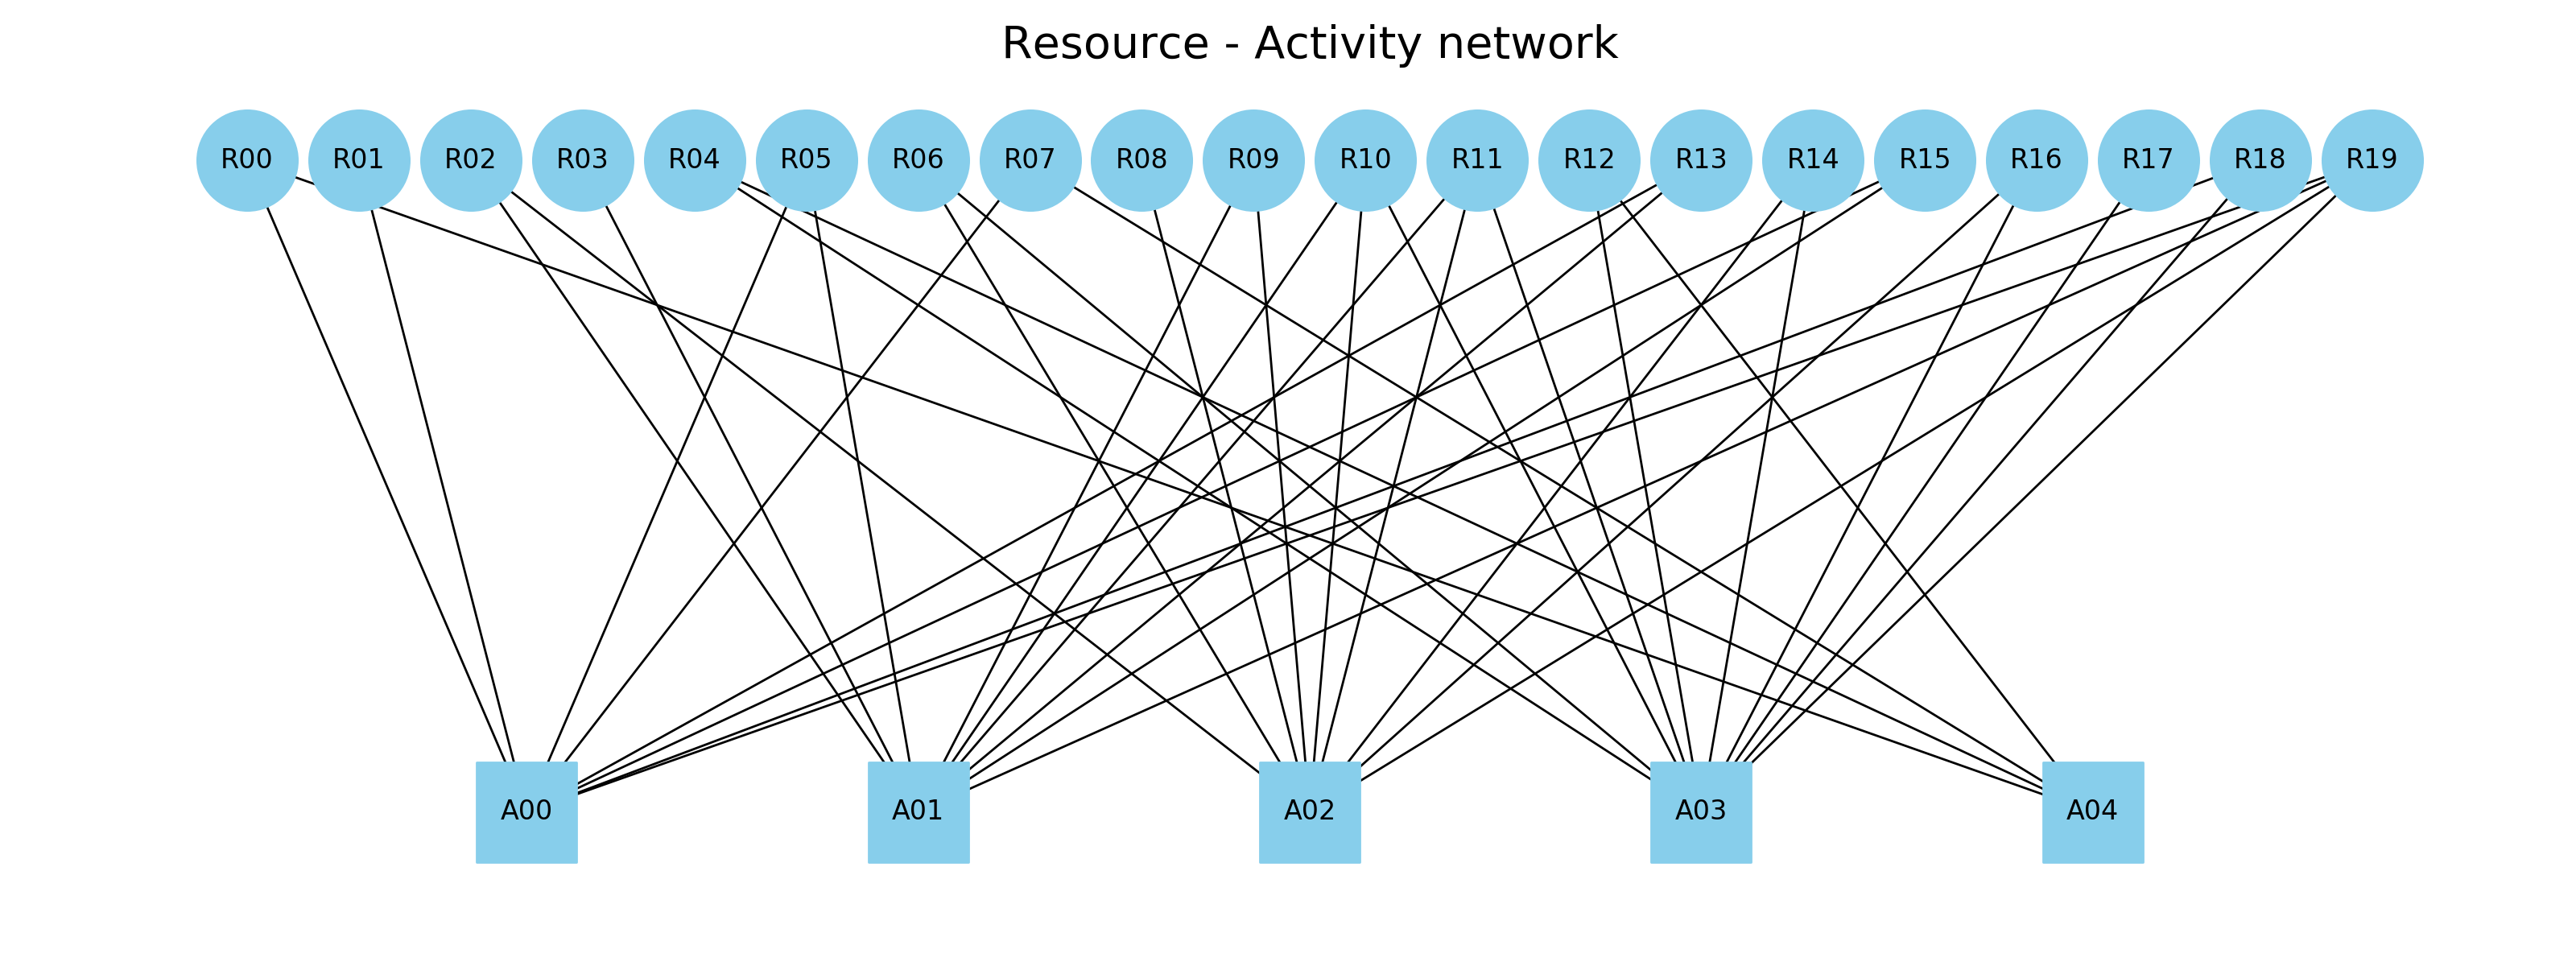 Resource - Activity network
R00 R01 R02 R03 R04 R05 R06 R07 R08 R09 R10 R11 R12 R13 R14 R15 R16 R17 R18 R19
A00 A01 A02 A03 A04